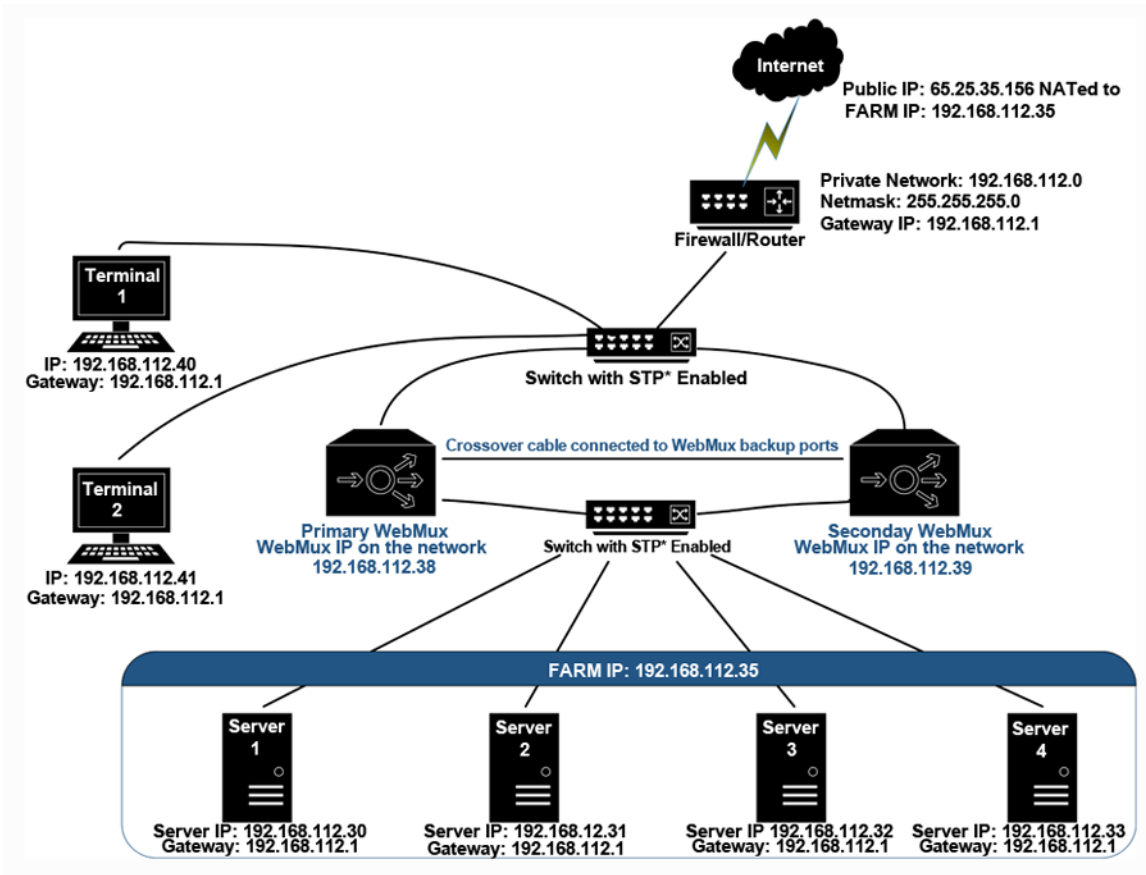 Internet
Public IP: 65.25.35.156 NATed to
FARM IP: 192.168.112.35
Private Network: 192.168.112.0
Netmask: 255.255.255.0
Gateway IP: 192.168.112.1
Firewall/Router
Terminal
1
IP: 192.168.112.40
Gateway: 192.168.112.1
Switch with STP* Enabled
Terminal
2
IP: 192.168.112.41
Gateway: 192.168.112.1
Crossover cable connected to WebMux backup ports
Primary WebMux
WebMux IP on the network
192.168.112.38
Switch with STP* Enabled
Seconday WebMux
WebMux IP on the network
192.168.112.39
FARM IP: 192.168.112.35
Server
1
Server IP: 192.168.112.30
Gateway: 192.168.112.1
Server
2
Server IP: 192.168.12.31
Gateway: 192.168.112.1
Server
3
Server IP 192.168.112.32
Gateway: 192.168.112.1
Server
4
Server IP: 192.168.112.33
Gateway: 192.168.112.1